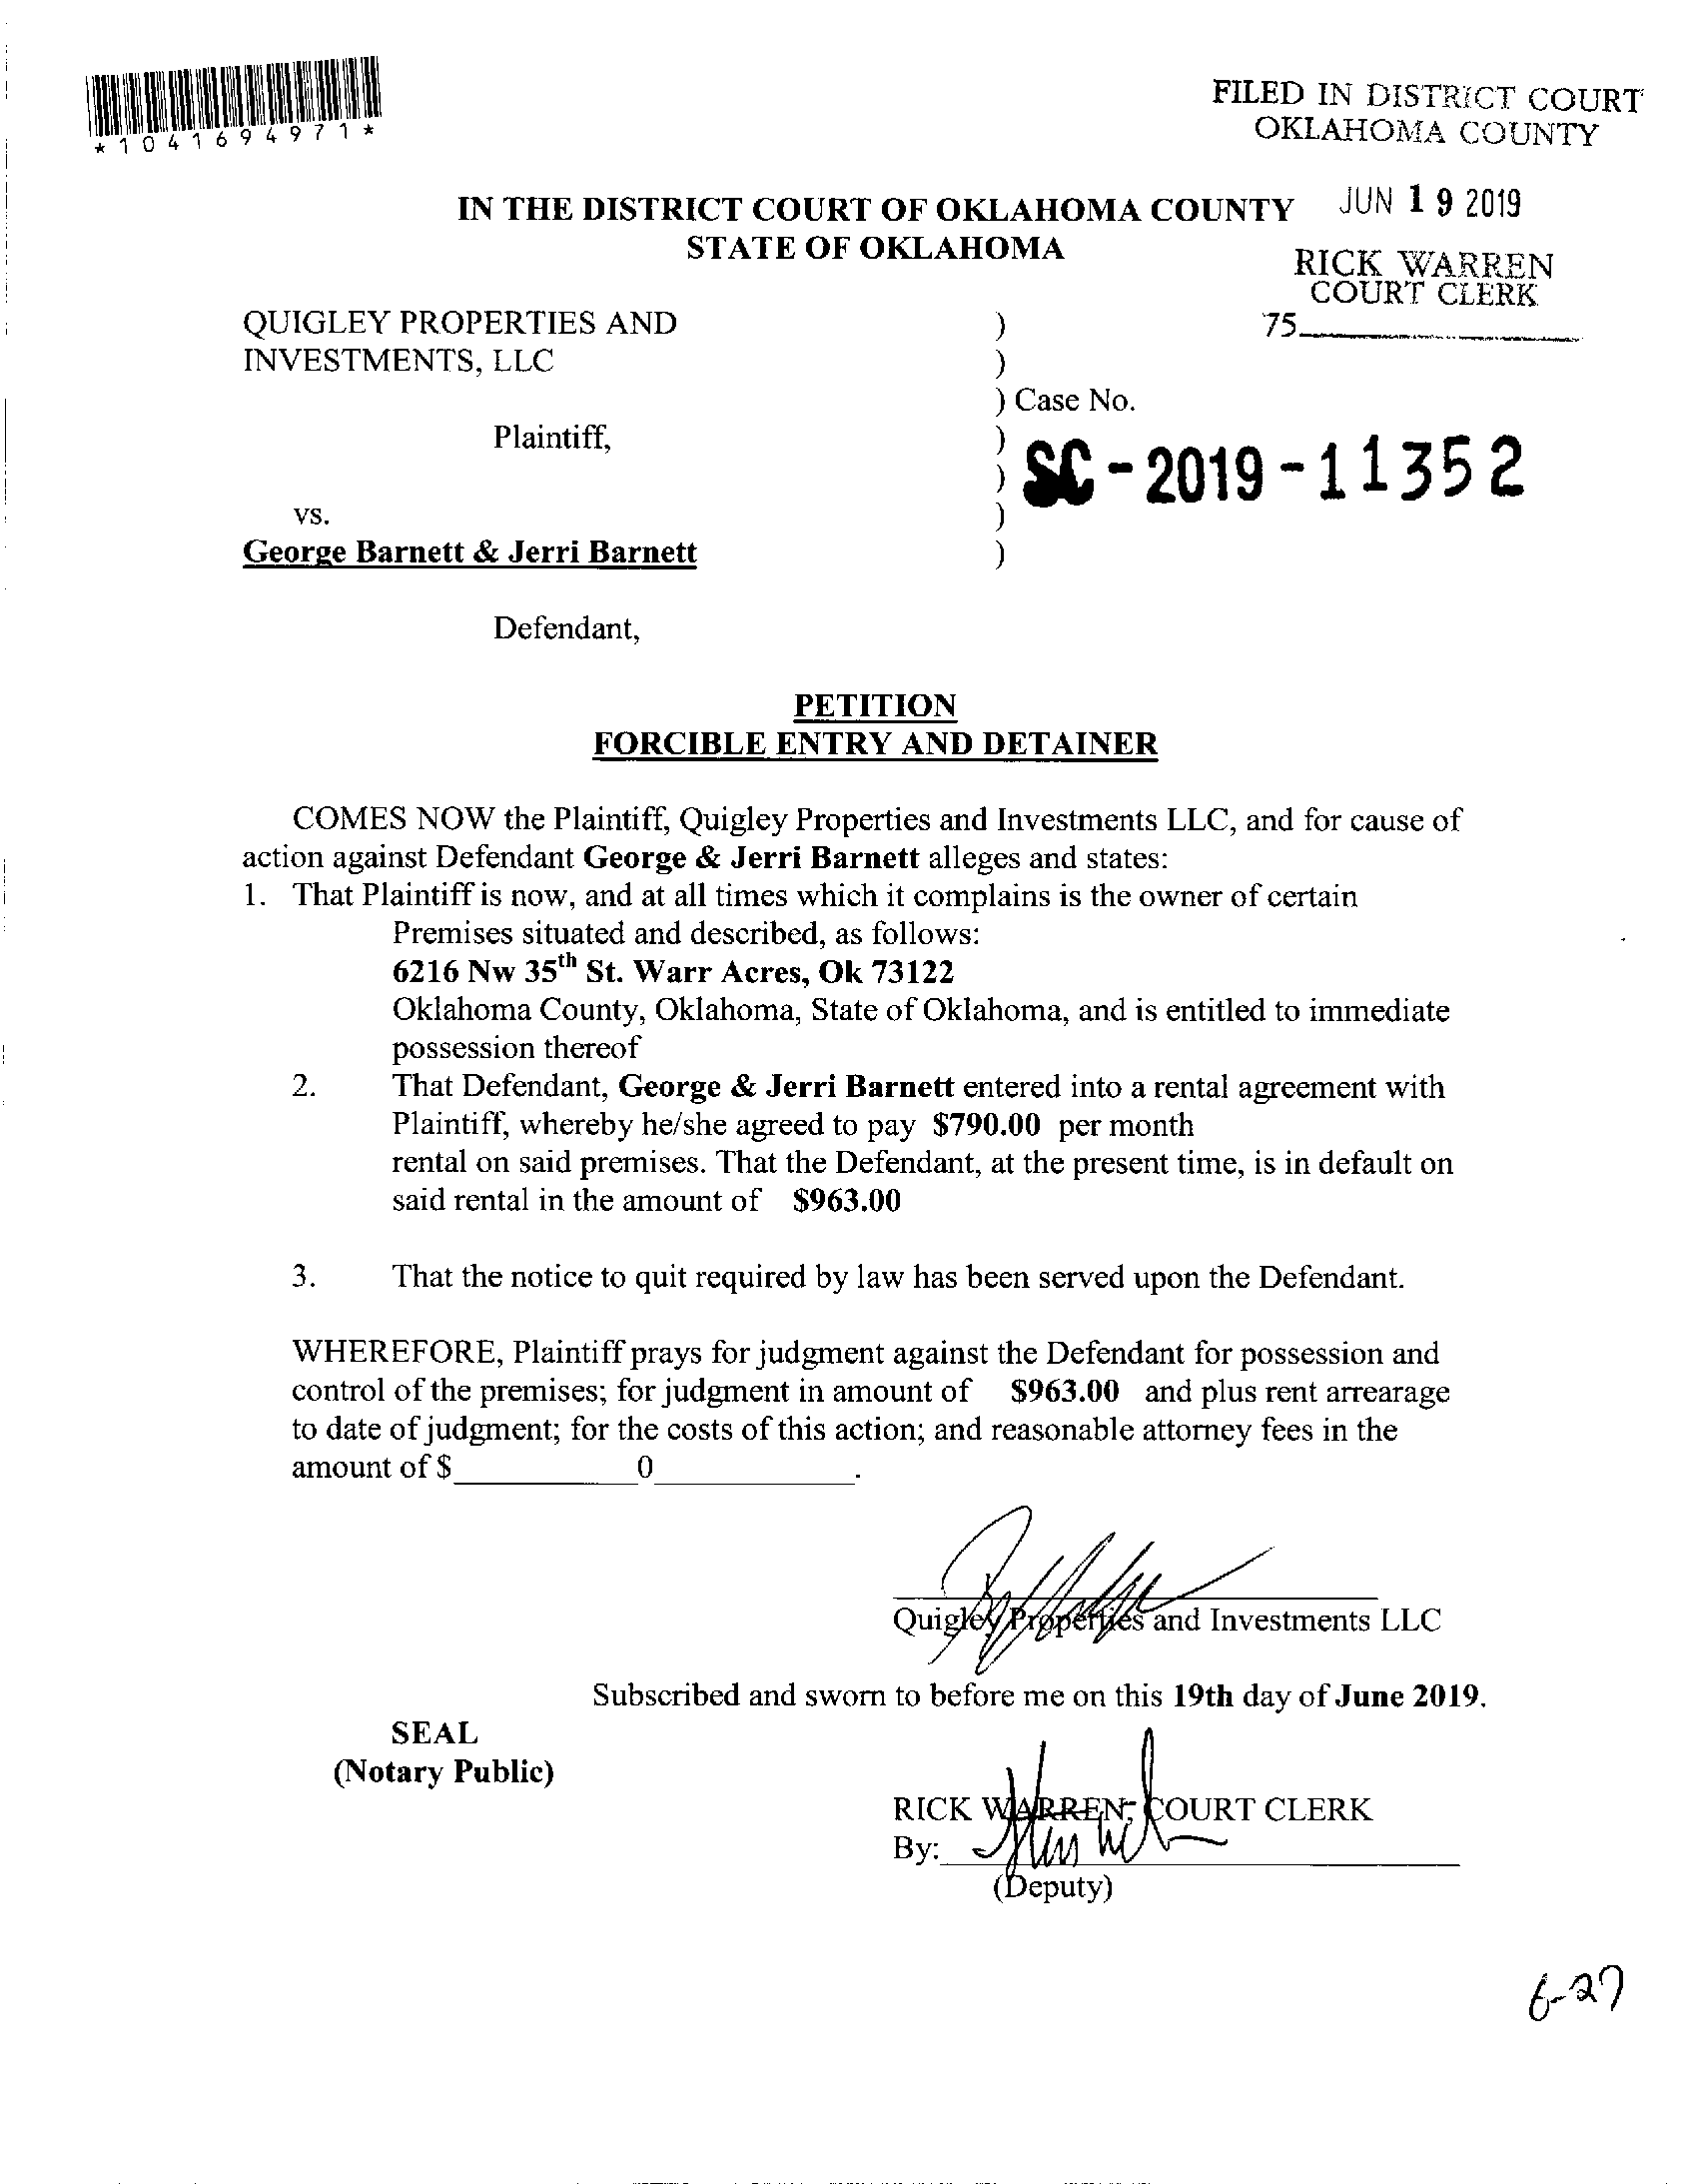 *1041694971*
FILED IN DISTRICT COURT
OKLAHOMA COUNTY
JUN 19 2019
RICK WARREN
COURT CLERK
75
IN THE DISTRICT COURT OF OKLAHOMA COUNTY
STATE OF OKLAHOMA
QUIGLEY PROPERTIES AND )
INVESTMENTS, LLC )
) Case No.
Plaintiff, )
) SC-2019-11352
vs. )
George Barnett & Jerri Barnett )
Defendant,
PETITION
FORCIBLE ENTRY AND DETAINER
COMES NOW the Plaintiff, Quigley Properties and Investments LLC, and for cause of
action against Defendant George & Jerri Barnett alleges and states:
1. That Plaintiff is now, and at all times which it complains is the owner of certain
Premises situated and described, as follows:
6216 Nw 35th St. Warr Acres, Ok 73122
Oklahoma County, Oklahoma, State of Oklahoma, and is entitled to immediate
possession thereof
2. That Defendant, George & Jerri Barnett entered into a rental agreement with
Plaintiff, whereby he/she agreed to pay $790.00 per month
rental on said premises. That the Defendant, at the present time, is in default on
said rental in the amount of $963.00
3. That the notice to quit required by law has been served upon the Defendant.
WHEREFORE, Plaintiff prays for judgment against the Defendant for possession and
control of the premises; for judgment in amount of $963.00 and plus rent arrearage
to date of judgment; for the costs of this action; and reasonable attorney fees in the
amount of $ 0 .
Quigley Properties and Investments LLC
Subscribed and sworn to before me on this 19th day of June 2019.
SEAL
(Notary Public)
RICK WARREN, COURT CLERK
By:
(Deputy)
6-27